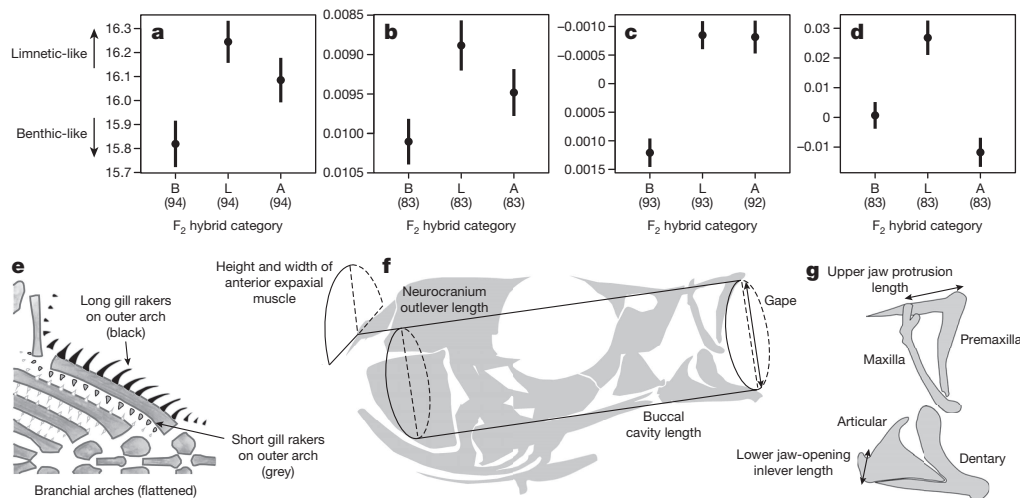 a
Limnetic-like
Benthic-like
16.3
16.2
16.1
16.0
15.9
15.8
15.7
B L A
(94) (94) (94)
F2 hybrid category
b
0.0085
0.0090
0.0095
0.0100
0.0105
B L A
(83) (83) (83)
F2 hybrid category
c
−0.0010
−0.0005
0
0.0005
0.0010
0.0015
B L A
(93) (93) (92)
F2 hybrid category
d
0.03
0.02
0.01
0
−0.01
B L A
(83) (83) (83)
F2 hybrid category
e
Long gill rakers
on outer arch
(black)
Short gill rakers
on outer arch
(grey)
Branchial arches (flattened)
f
Height and width of
anterior expaxial
muscle
Neurocranium
outlever length
Gape
Buccal
cavity length
g
Upper jaw protrusion
length
Premaxilla
Maxilla
Articular
Lower jaw-opening
inlever length
Dentary